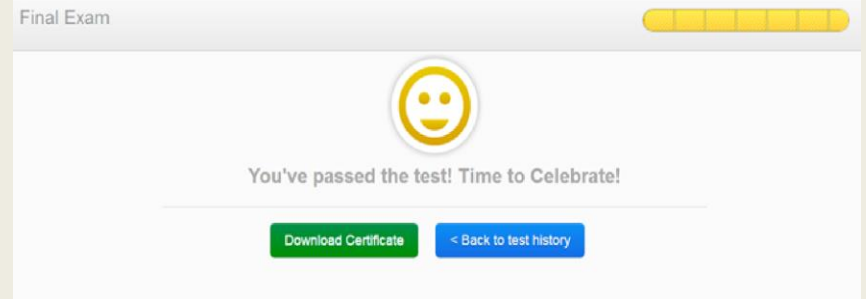 Final Exam
You've passed the test! Time to Celebrate!
Download Certificate
< Back to test history